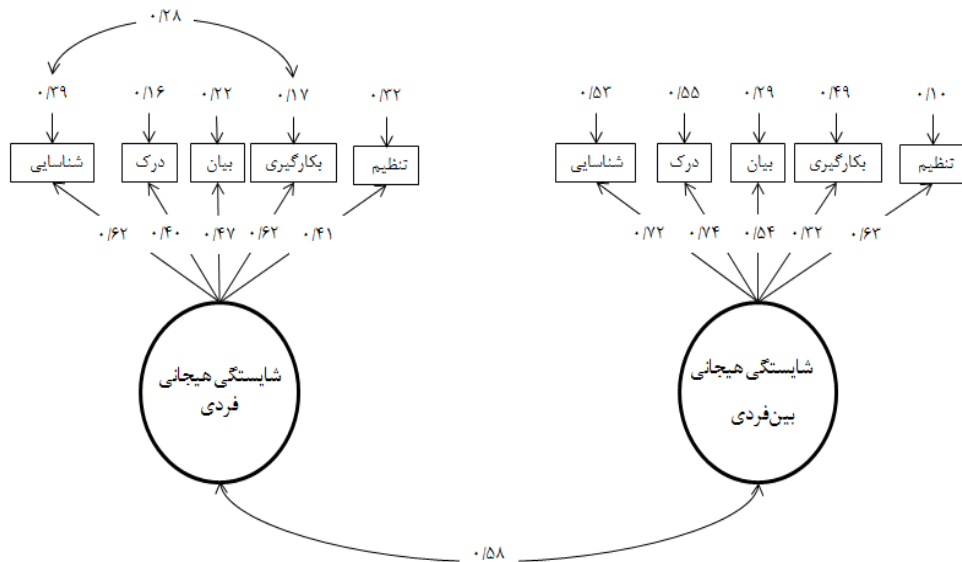 ۰/۲۸
۰/۳۹ ۰/۱۶ ۰/۲۲ ۰/۱۷ ۰/۳۲ ۰/۵۳ ۰/۵۵ ۰/۲۹ ۰/۴۹ ۰/۱۰
شناسایی درک بیان بکارگیری تنظیم شناسایی درک بیان بکارگیری تنظیم
۰/۶۲ ۰/۴۰ ۰/۴۷ ۰/۶۲ ۰/۴۱ ۰/۷۲ ۰/۷۴ ۰/۵۴ ۰/۳۲ ۰/۶۳
شایستگی هیجانی
فردی
شایستگی هیجانی
بین‌فردی
۰/۵۸